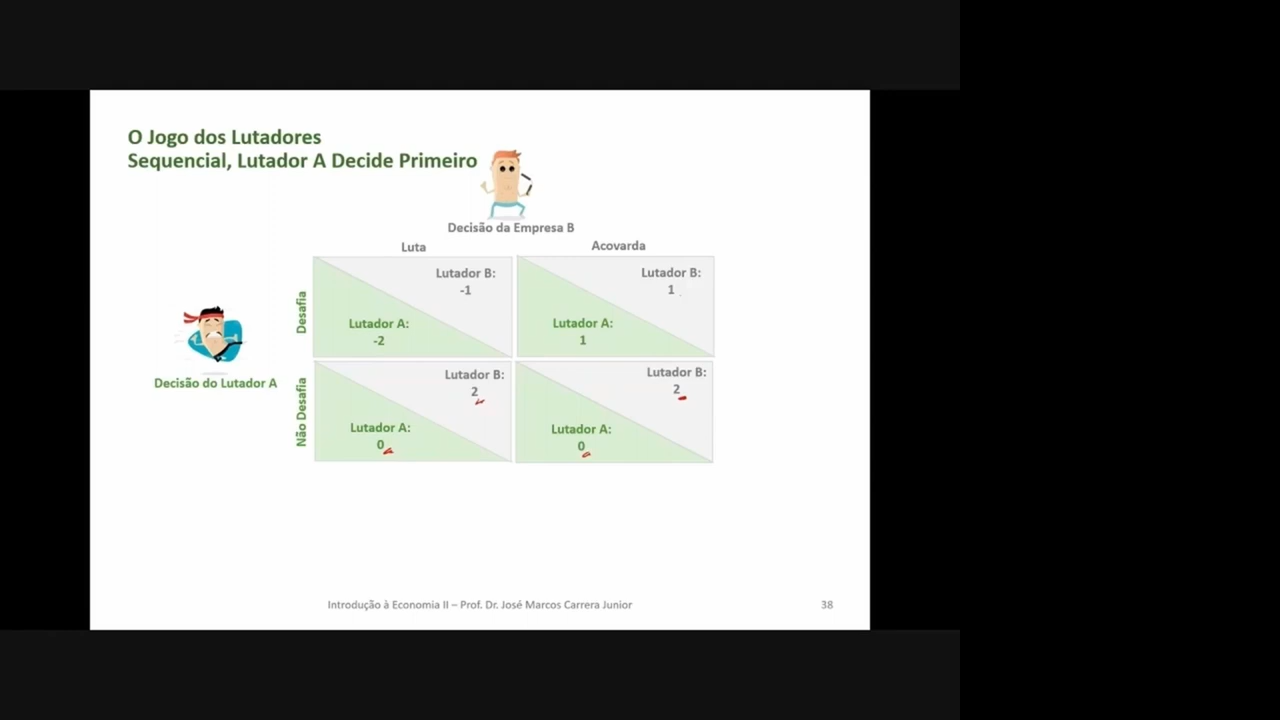 O Jogo dos Lutadores
Sequencial, Lutador A Decide Primeiro
Decisão da Empresa B
Luta
Acovarda
Desafia
Lutador B:
-1
Lutador A:
-2
Lutador B:
1
Lutador A:
1
Decisão do Lutador A
Não Desafia
Lutador B:
2
Lutador A:
0
Lutador B:
2
Lutador A:
0
Introdução à Economia II – Prof. Dr. José Marcos Carrera Junior
38